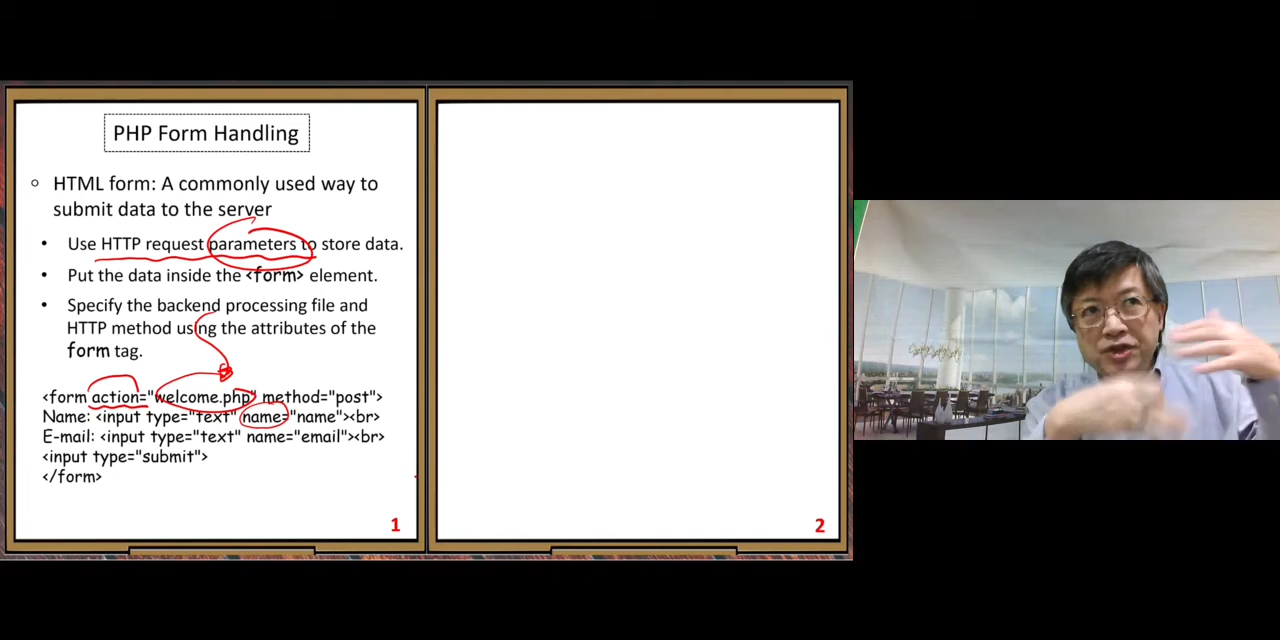 PHP Form Handling
HTML form: A commonly used way to
submit data to the server
Use HTTP request parameters to store data.
Put the data inside the <form> element.
Specify the backend processing file and
HTTP method using the attributes of the
form tag.
<form action="welcome.php" method="post">
Name: <input type="text" name="name"><br>
E-mail: <input type="text" name="email"><br>
<input type="submit">
</form>
1
2